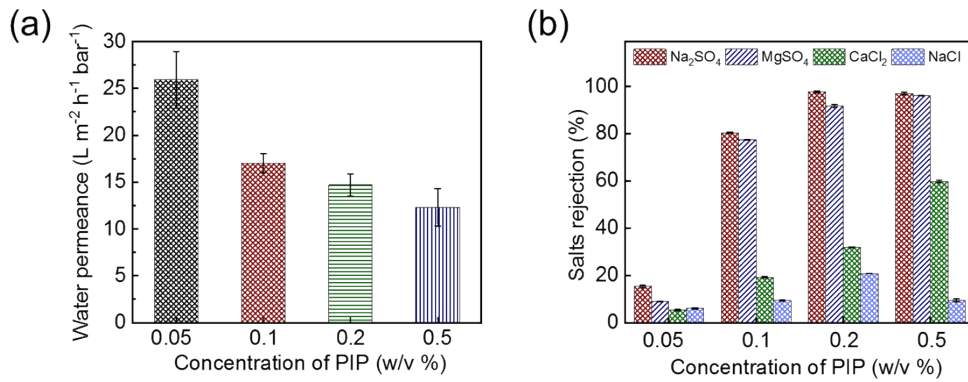 (a)
Water permeance (L m⁻² h⁻¹ bar⁻¹)
30
25
20
15
10
5
0
0.05 0.1 0.2 0.5
Concentration of PIP (w/v %)
(b)
Salts rejection (%)
Na₂SO₄ MgSO₄ CaCl₂ NaCl
100
80
60
40
20
0
0.05 0.1 0.2 0.5
Concentration of PIP (w/v %)